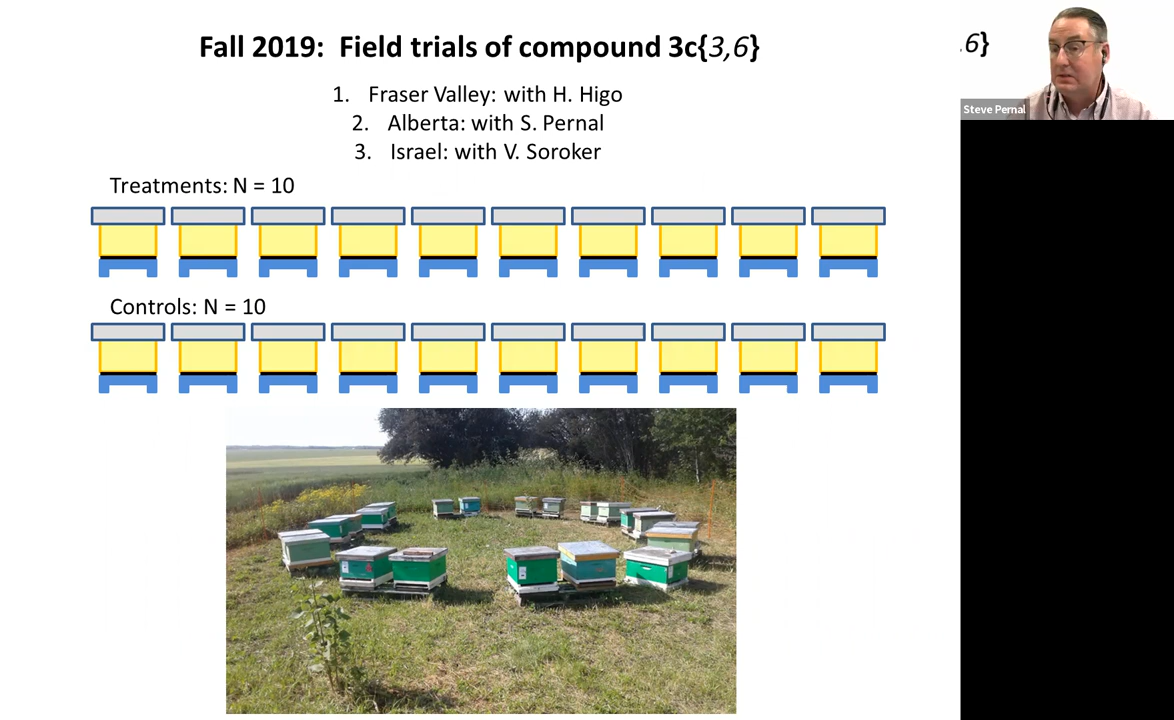 Fall 2019: Field trials of compound 3c{3,6}
1. Fraser Valley: with H. Higo
2. Alberta: with S. Pernal
3. Israel: with V. Soroker
Treatments: N = 10
Controls: N = 10
.6}
Steve Pernal